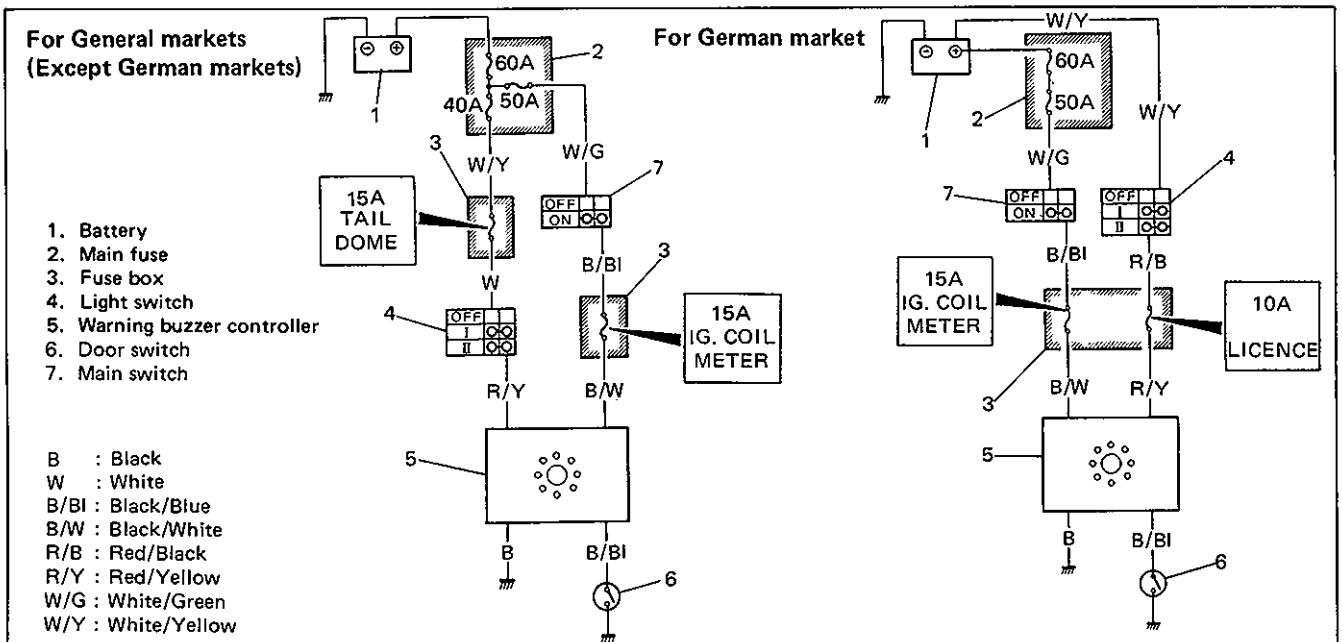 For General markets
(Except German markets)
⊖ ⊕
1
60A
2
40A
50A
W/Y
W/G
3
15A
TAIL
DOME
7
OFF
ON
W
B/Bl
3
4
OFF
I
II
15A
IG. COIL
METER
R/Y
B/W
5
B
B/Bl
6
1. Battery
2. Main fuse
3. Fuse box
4. Light switch
5. Warning buzzer controller
6. Door switch
7. Main switch
B : Black
W : White
B/Bl : Black/Blue
B/W : Black/White
R/B : Red/Black
R/Y : Red/Yellow
W/G : White/Green
W/Y : White/Yellow
For German market
W/Y
⊖ ⊕
1
60A
50A
2
W/Y
W/G
4
7
OFF
ON
OFF
I
II
B/Bl
R/B
15A
IG. COIL
METER
10A
LICENCE
3
B/W
R/Y
5
B
B/Bl
6